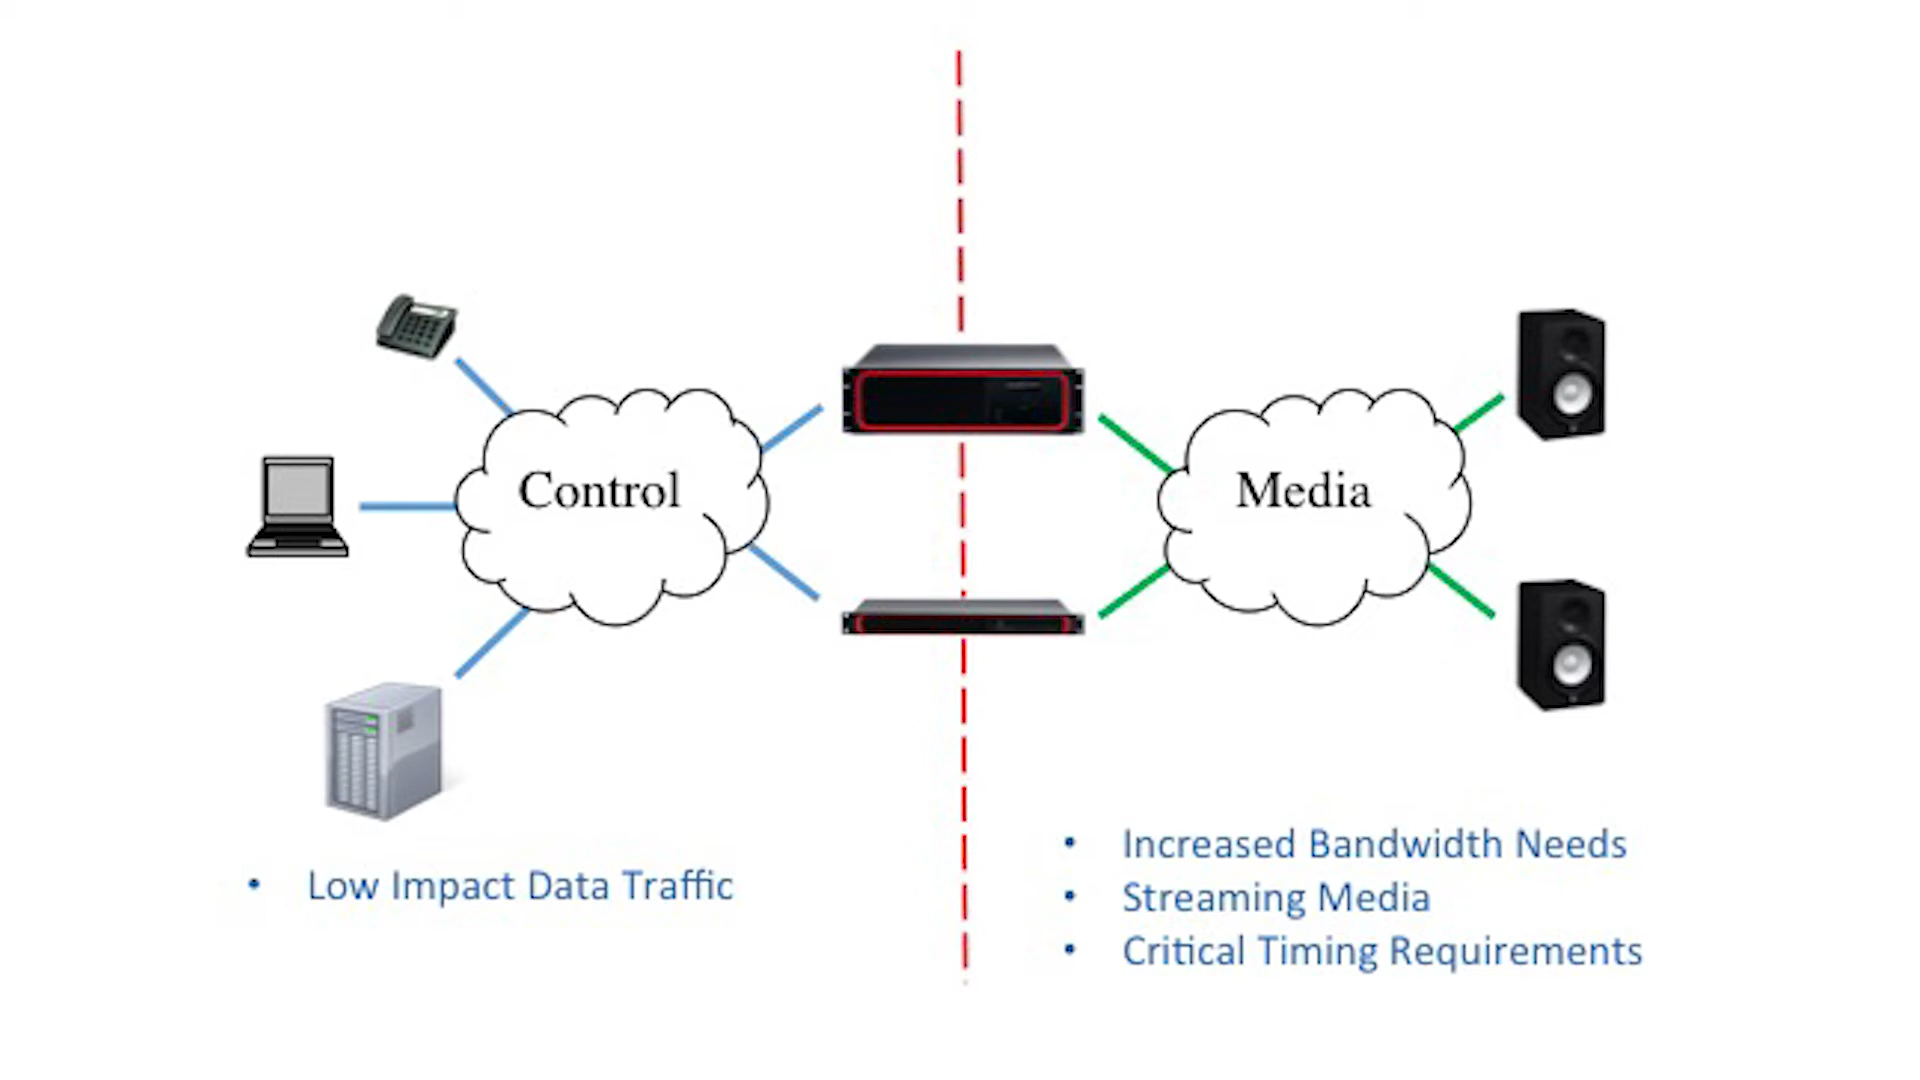 Control
Media
• Low Impact Data Traffic
• Increased Bandwidth Needs
• Streaming Media
• Critical Timing Requirements